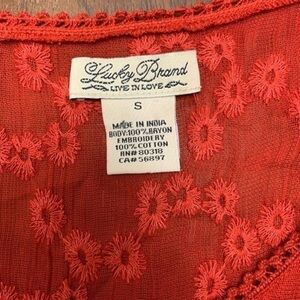 Lucky Brand
LIVE IN LOVE
S
MADE IN INDIA
BODY:100% RAYON
EMBROIDERY
100% COTTON
RN# 80318
CA# 56897